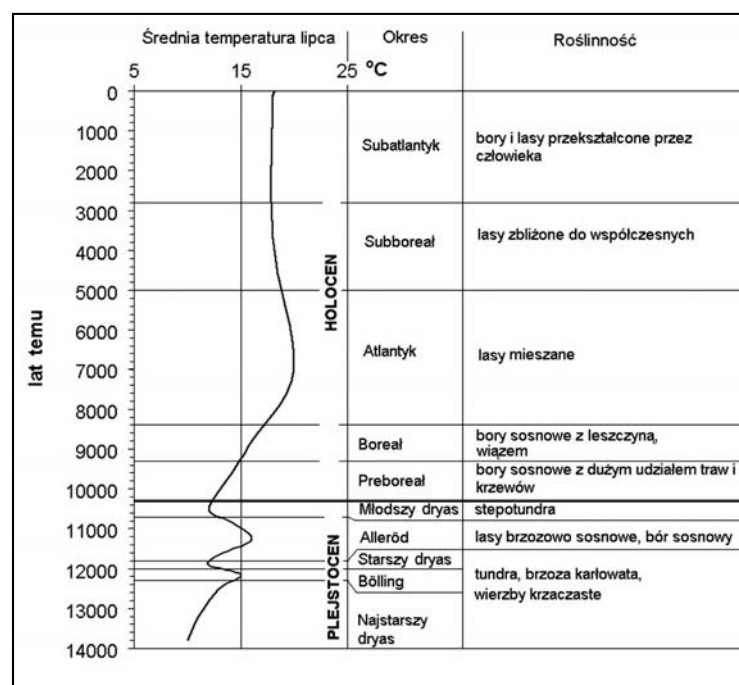 Średnia temperatura lipca Okres Roślinność
5 15 25 °C
0
1000
2000
3000
4000
5000
6000
7000
8000
9000
10000
11000
12000
13000
14000
lat temu
HOLOCEN
PLEJSTOCEN
Subatlantyk
bory i lasy przekształcone przez
człowieka
Subboreał
lasy zbliżone do współczesnych
Atlantyk
lasy mieszane
Boreał
bory sosnowe z leszczyną,
wiązem
Preboreał
bory sosnowe z dużym udziałem traw i
krzewów
Młodszy dryas
stepotundra
Alleröd
lasy brzozowo sosnowe, bór sosnowy
Starszy dryas
Bölling
tundra, brzoza karłowata,
wierzby krzaczaste
Najstarszy
dryas